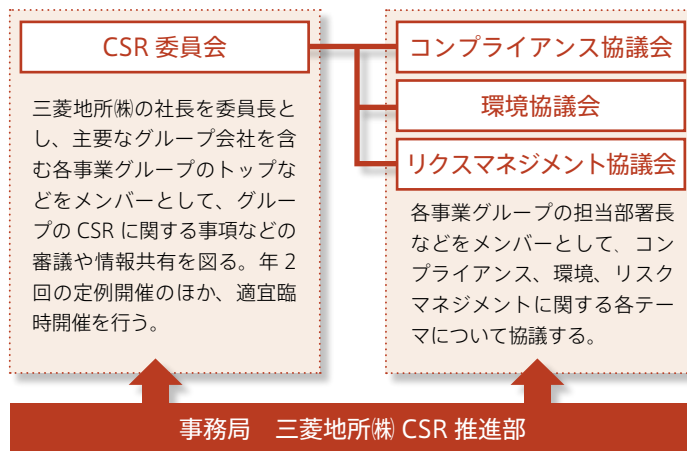 CSR 委員会
三菱地所㈱の社長を委員長と
し、主要なグループ会社を含
む各事業グループのトップな
どをメンバーとして、グルー
プの CSR に関する事項などの
審議や情報共有を図る。年 2
回の定例開催のほか、適宜臨
時開催を行う。
コンプライアンス協議会
環境協議会
リクスマネジメント協議会
各事業グループの担当部署長
などをメンバーとして、コン
プライアンス、環境、リスク
マネジメントに関する各テー
マについて協議する。
事務局　三菱地所㈱ CSR 推進部